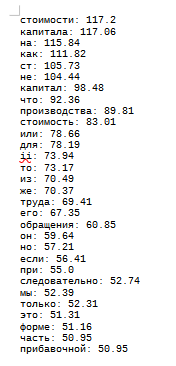 стоимости: 117.2
капитала: 117.06
на: 115.84
как: 111.82
ст: 105.73
не: 104.44
капитал: 98.48
что: 92.36
производства: 89.81
стоимость: 83.01
или: 78.66
для: 78.19
ii: 73.94
то: 73.17
из: 70.49
же: 70.37
труда: 69.41
его: 67.35
обращения: 60.85
он: 59.64
но: 57.21
если: 56.41
при: 55.0
следовательно: 52.74
мы: 52.39
только: 52.31
это: 51.31
форме: 51.16
часть: 50.95
прибавочной: 50.95